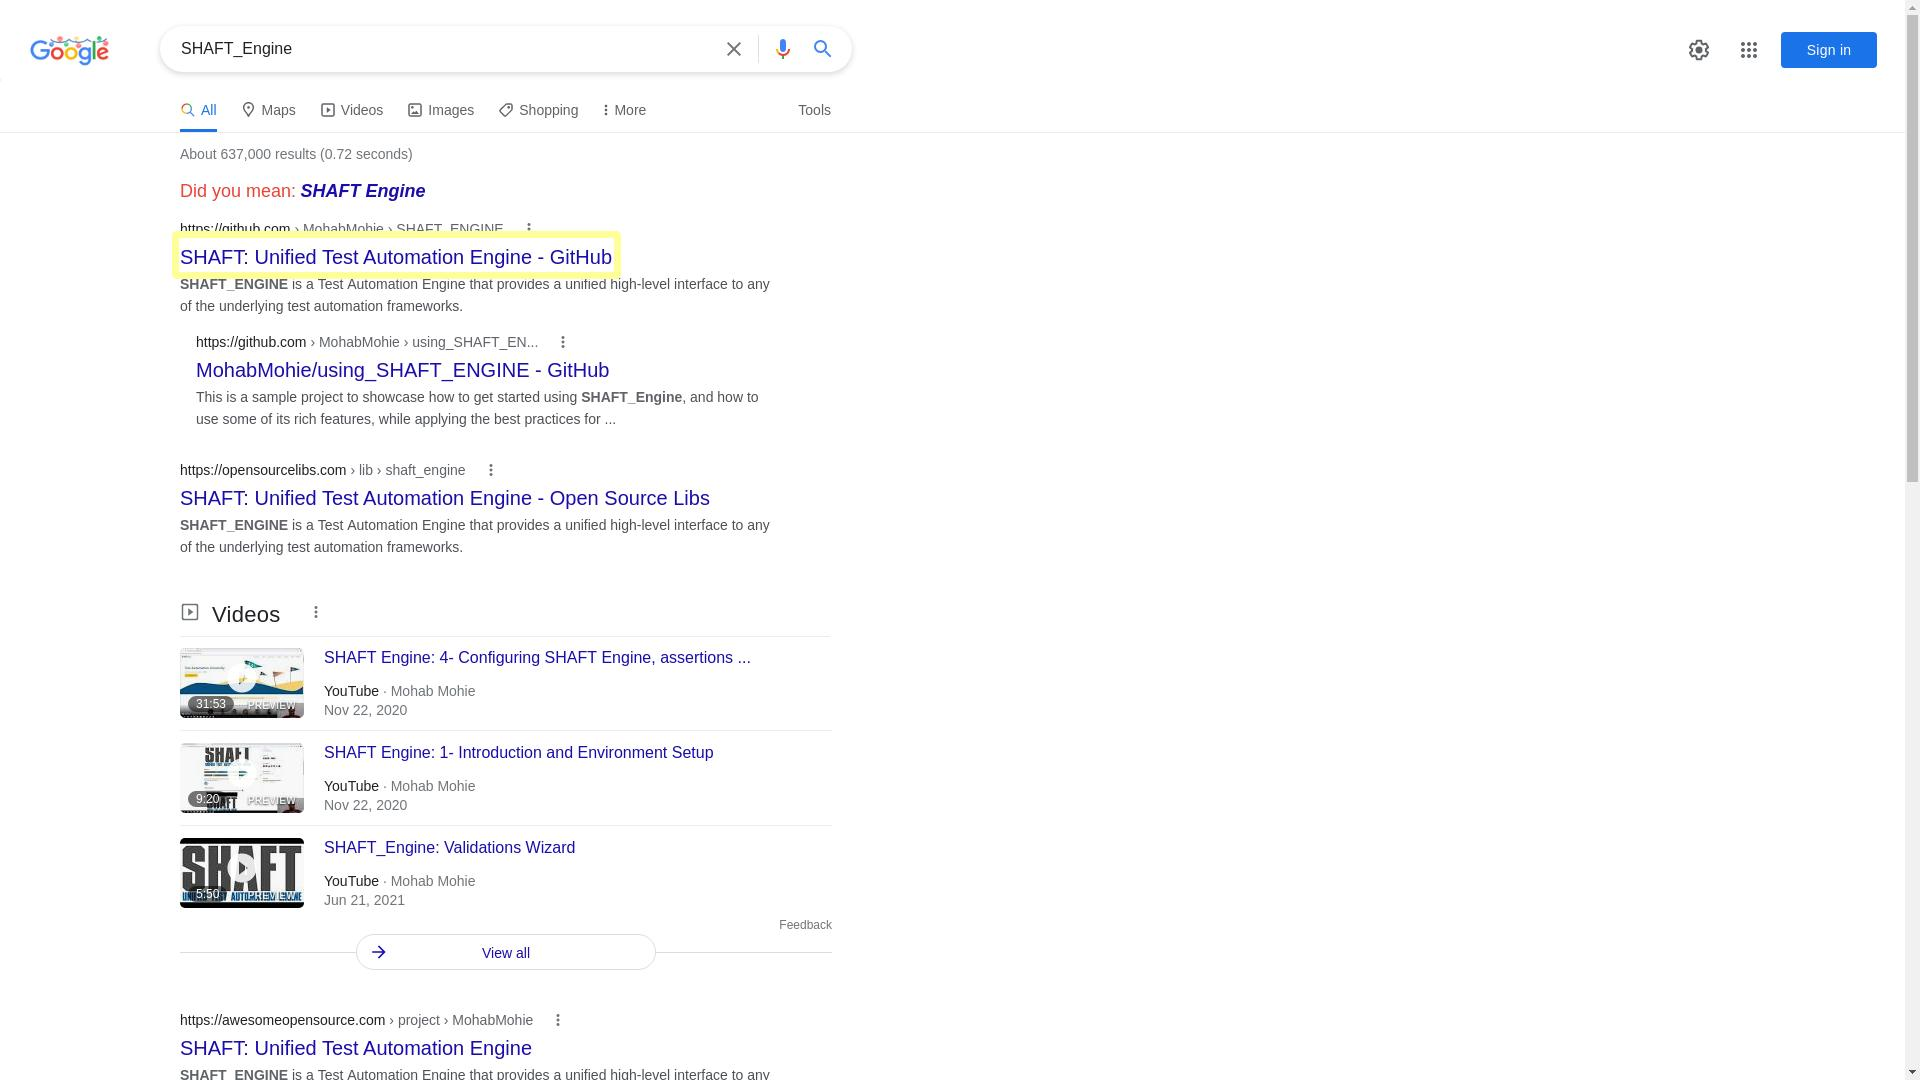 Google
SHAFT_Engine
Sign in
All
Maps
Videos
Images
Shopping
More
Tools
About 637,000 results (0.72 seconds)
Did you mean: SHAFT Engine
https://github.com › MohabMohie › SHAFT_ENGINE
SHAFT: Unified Test Automation Engine - GitHub
SHAFT_ENGINE is a Test Automation Engine that provides a unified high-level interface to any
of the underlying test automation frameworks.
https://github.com › MohabMohie › using_SHAFT_EN...
MohabMohie/using_SHAFT_ENGINE - GitHub
This is a sample project to showcase how to get started using SHAFT_Engine, and how to
use some of its rich features, while applying the best practices for ...
https://opensourcelibs.com › lib › shaft_engine
SHAFT: Unified Test Automation Engine - Open Source Libs
SHAFT_ENGINE is a Test Automation Engine that provides a unified high-level interface to any
of the underlying test automation frameworks.
Videos
SHAFT Engine: 4- Configuring SHAFT Engine, assertions ...
YouTube · Mohab Mohie
Nov 22, 2020
31:53
PREVIEW
SHAFT Engine: 1- Introduction and Environment Setup
YouTube · Mohab Mohie
Nov 22, 2020
SHAFT
9:20
PREVIEW
SHAFT_Engine: Validations Wizard
YouTube · Mohab Mohie
Jun 21, 2021
SHAFT
5:50
PREVIEW
Feedback
View all
https://awesomeopensource.com › project › MohabMohie
SHAFT: Unified Test Automation Engine
SHAFT_ENGINE is a Test Automation Engine that provides a unified high-level interface to any